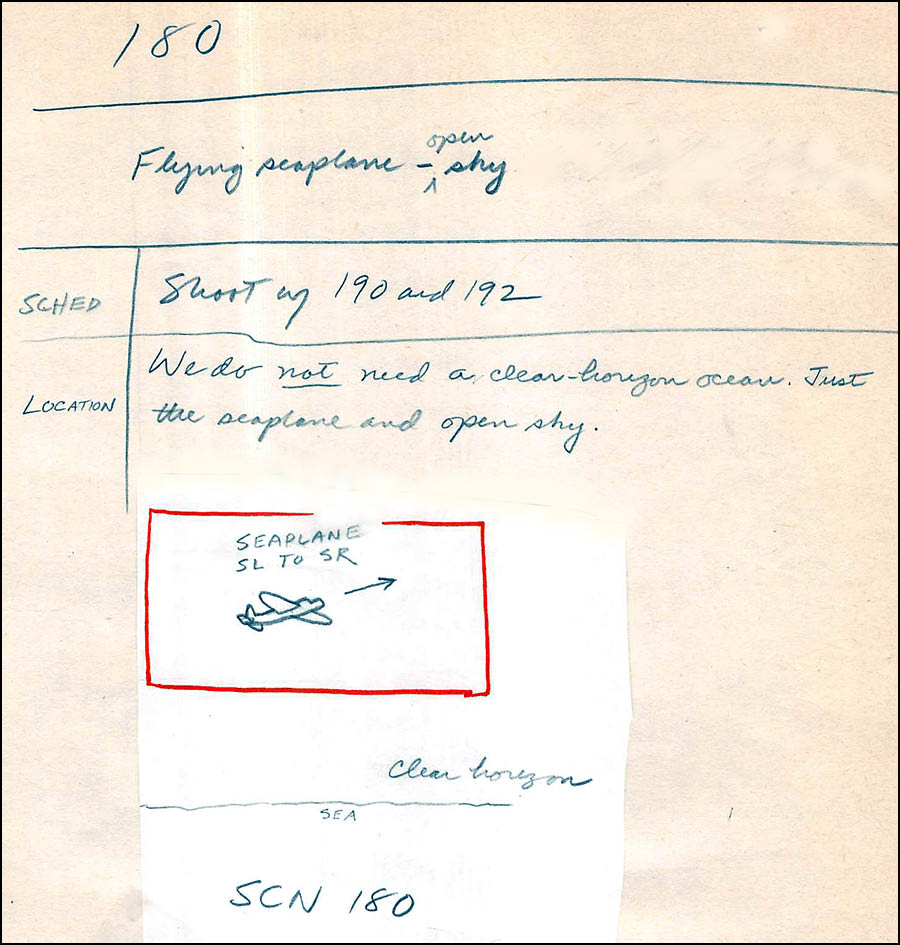 180
Flying seaplane – open sky
SCHED
Shoot w/ 190 and 192
LOCATION
We do not need a clear-horizon ocean. Just
the seaplane and open sky.
SEAPLANE
SL TO SR
Clear horizon
SEA
SCN 180